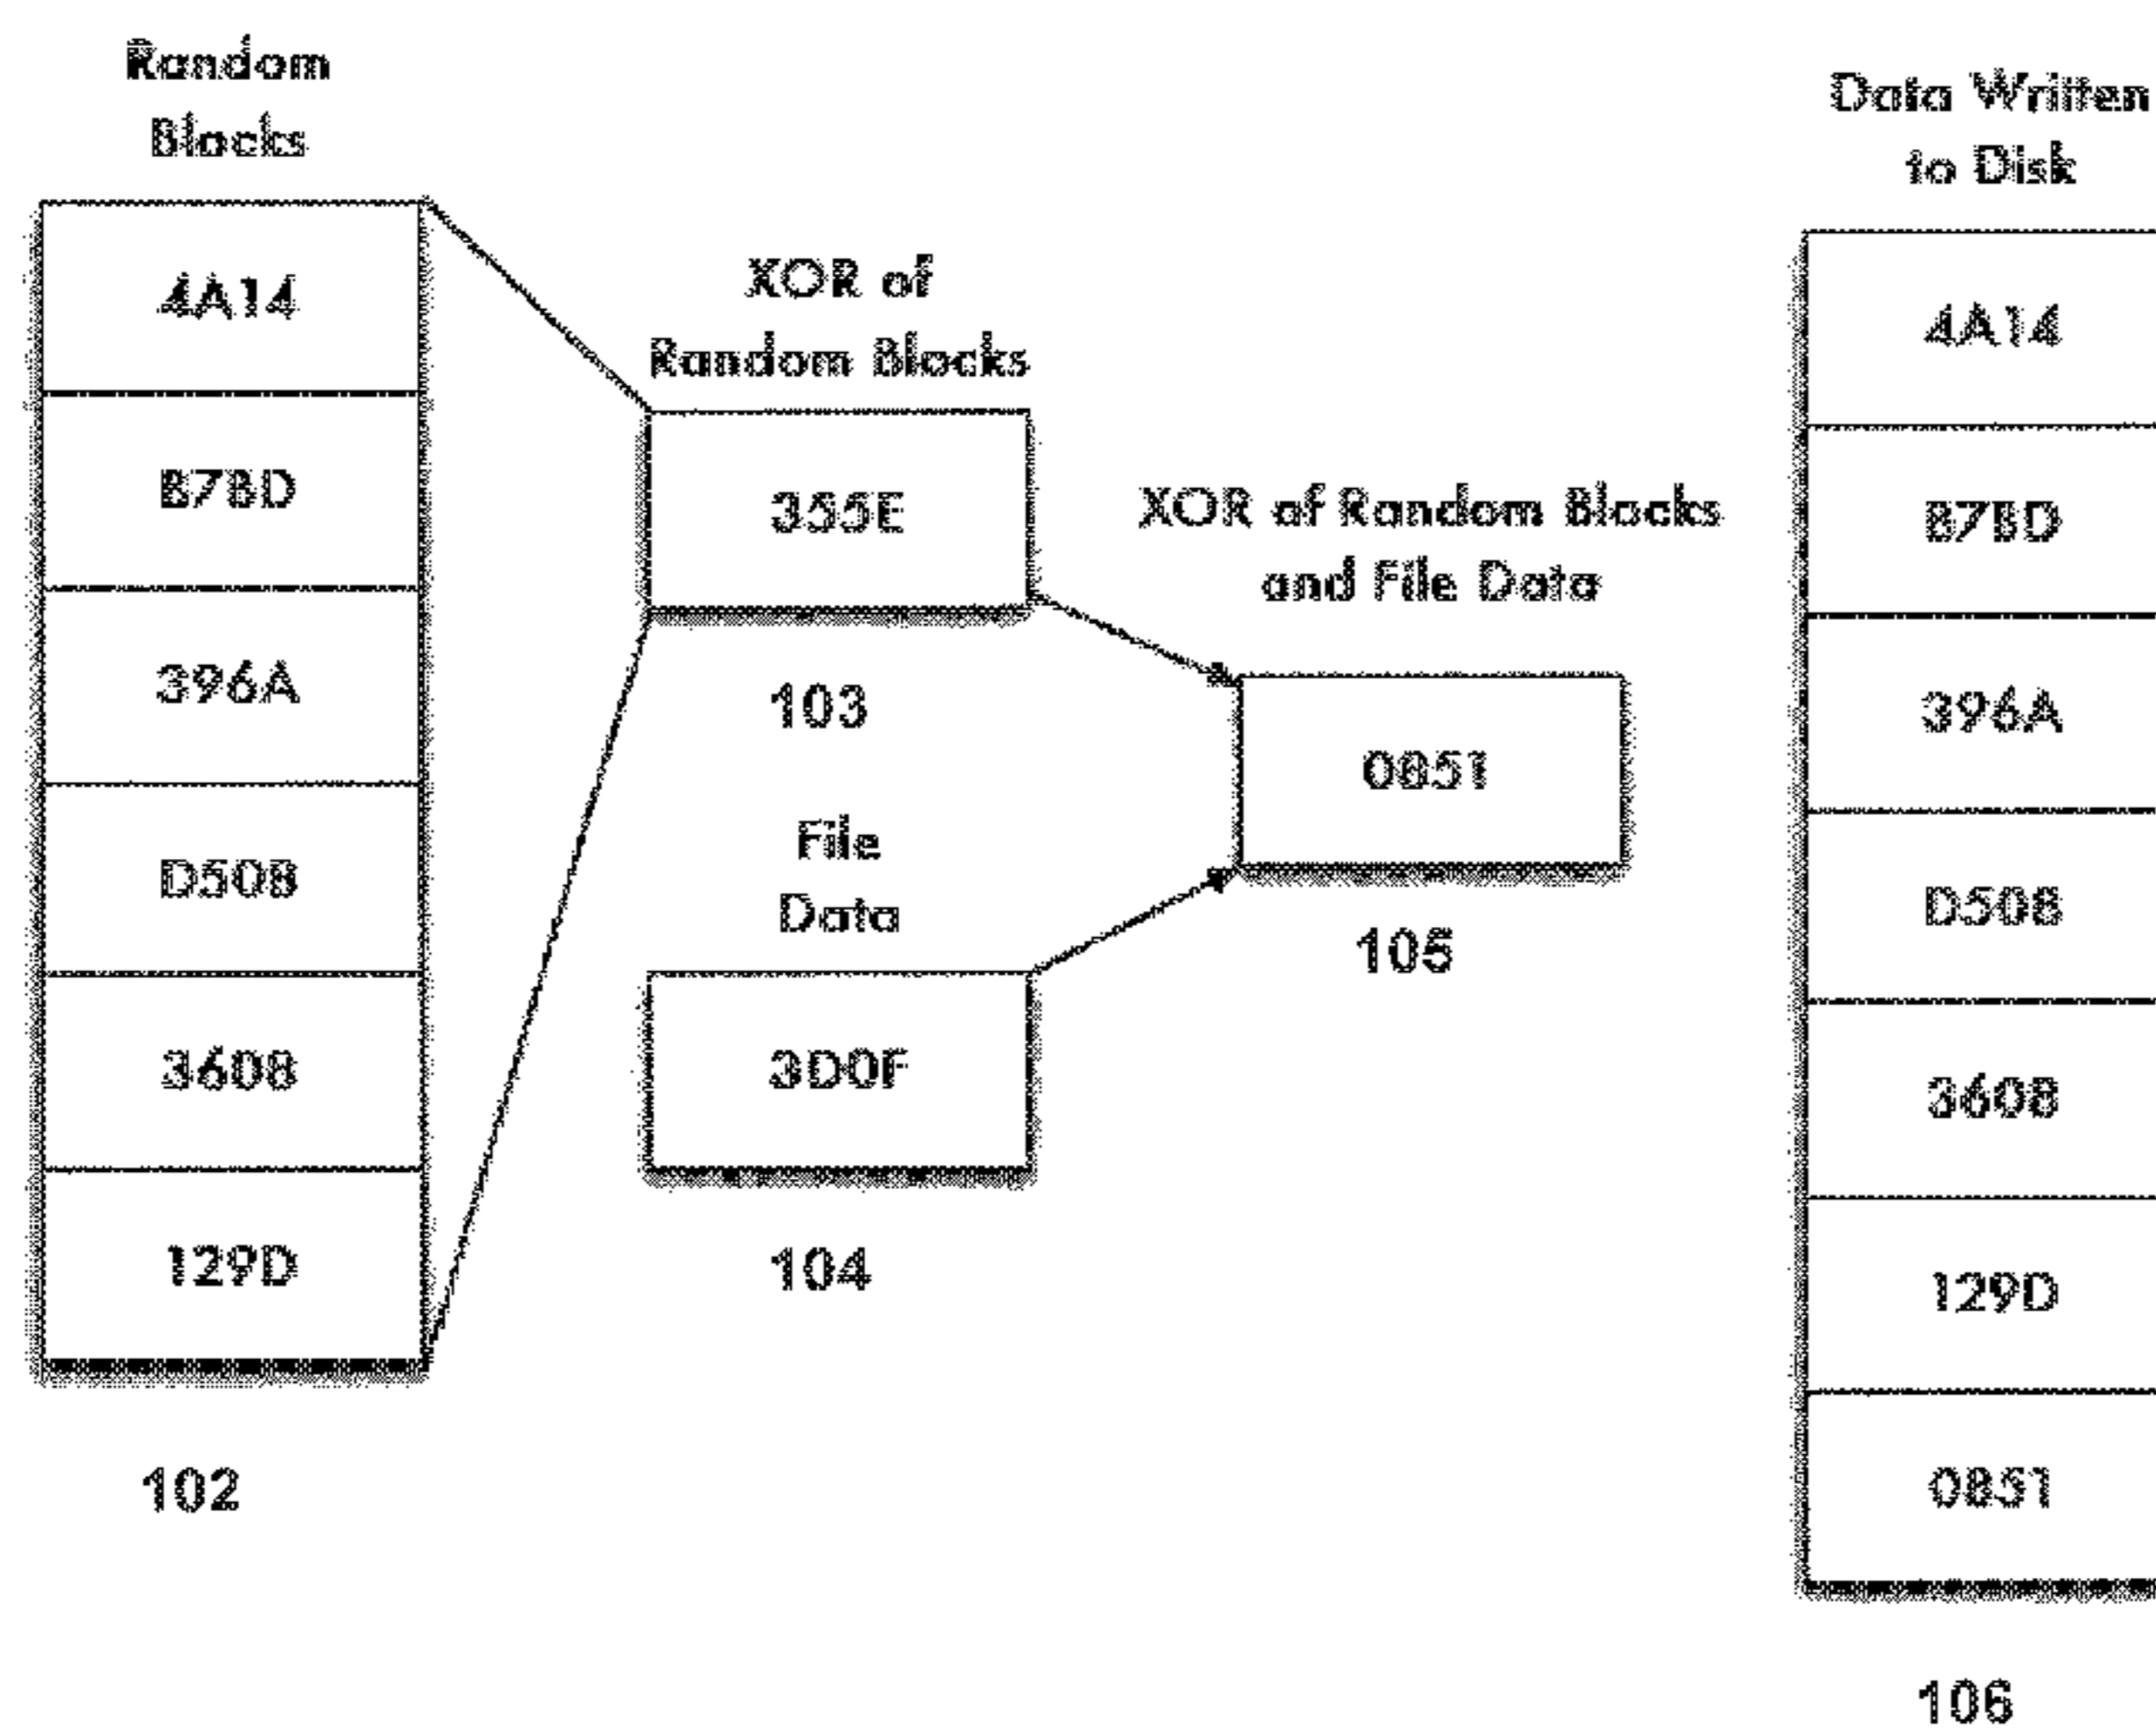 Random
Blocks
4A14
B7BD
396A
D508
3608
129D
102
XOR of
Random Blocks
355E
103
File
Data
3D0F
104
XOR of Random Blocks
and File Data
0851
105
Data Written
to Disk
4A14
B7BD
396A
D508
3608
129D
0851
106